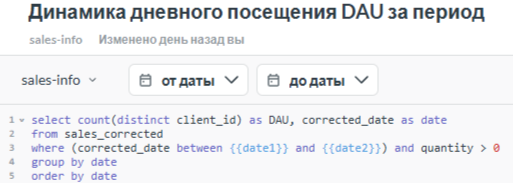 Динамика дневного посещения DAU за период
sales-info Изменено день назад вы
sales-info от даты до даты
1 select count(distinct client_id) as DAU, corrected_date as date
2 from sales_corrected
3 where (corrected_date between {{date1}} and {{date2}}) and quantity > 0
4 group by date
5 order by date